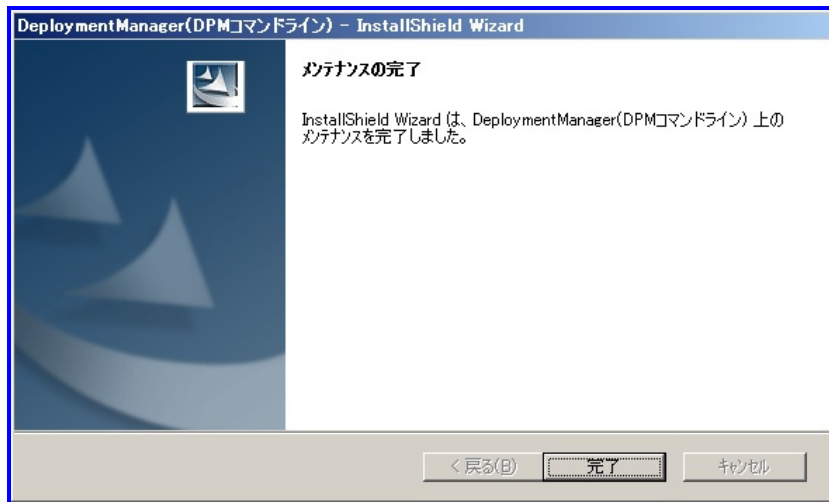 DeploymentManager(DPMコマンドライン) - InstallShield Wizard
メンテナンスの完了
InstallShield Wizard は、DeploymentManager(DPMコマンドライン) 上の
メンテナンスを完了しました。
< 戻る(B)
完了
キャンセル